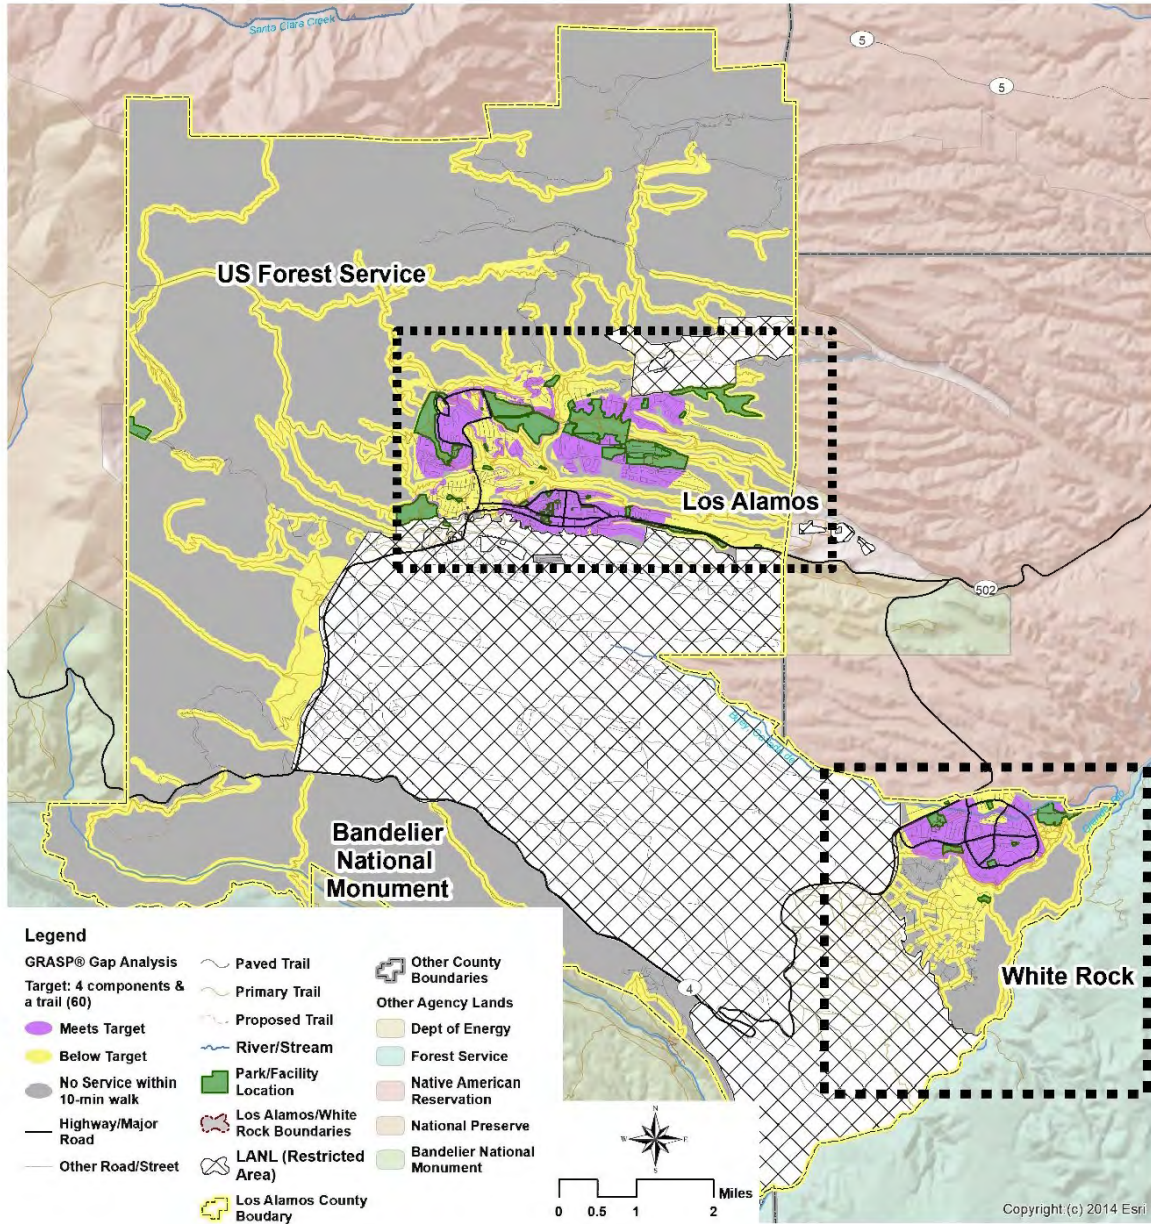 Santa Clara Creek
5
5
US Forest Service
Los Alamos
502
Bandelier
National
Monument
White Rock
4
Legend
GRASP® Gap Analysis
Target: 4 components &
a trail (60)
Meets Target
Below Target
No Service within
10-min walk
Highway/Major
Road
Other Road/Street
Paved Trail
Primary Trail
Proposed Trail
River/Stream
Park/Facility
Location
Los Alamos/White
Rock Boundaries
LANL (Restricted
Area)
Los Alamos County
Boudary
Other County
Boundaries
Other Agency Lands
Dept of Energy
Forest Service
Native American
Reservation
National Preserve
Bandelier National
Monument
N
W E
S
0 0.5 1 2 Miles
Copyright:(c) 2014 Esri